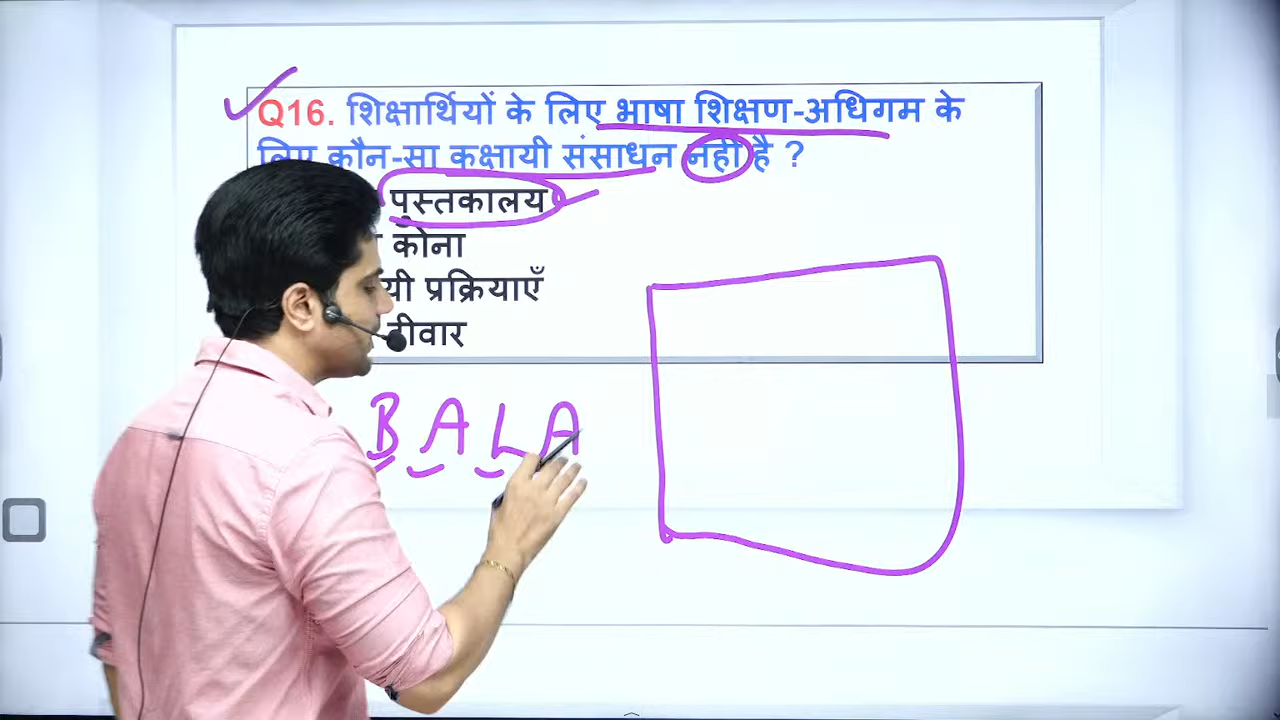 Q16. शिक्षार्थियों के लिए भाषा शिक्षण-अधिगम के
लिए कौन-सा कक्षायी संसाधन नहीं है ?
पुस्तकालय
कोना
प्रक्रियाएँ
दीवार
BALA